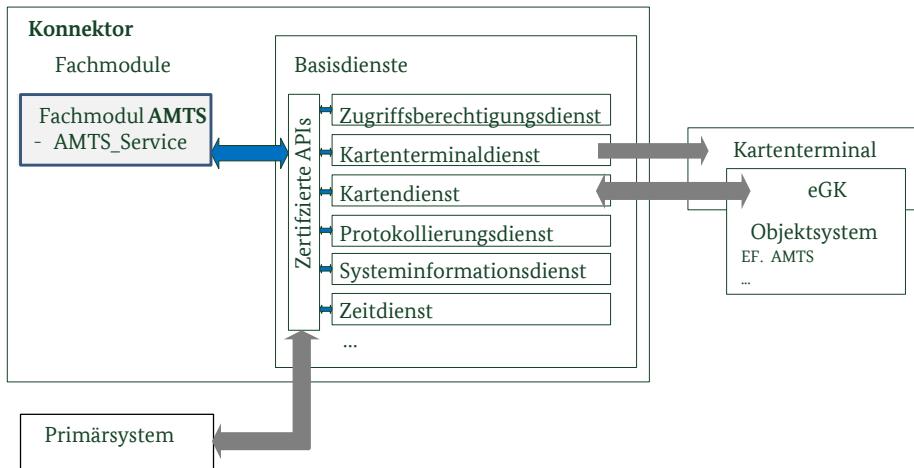 Konnektor
Fachmodule
Fachmodul AMTS
- AMTS_Service
Basisdienste
Zertifzierte APIs
Zugriffsberechtigungsdienst
Kartenterminaldienst
Kartendienst
Protokollierungsdienst
Systeminformationsdienst
Zeitdienst
...
Kartenterminal
eGK
Objektsystem
EF. AMTS
...
Primärsystem